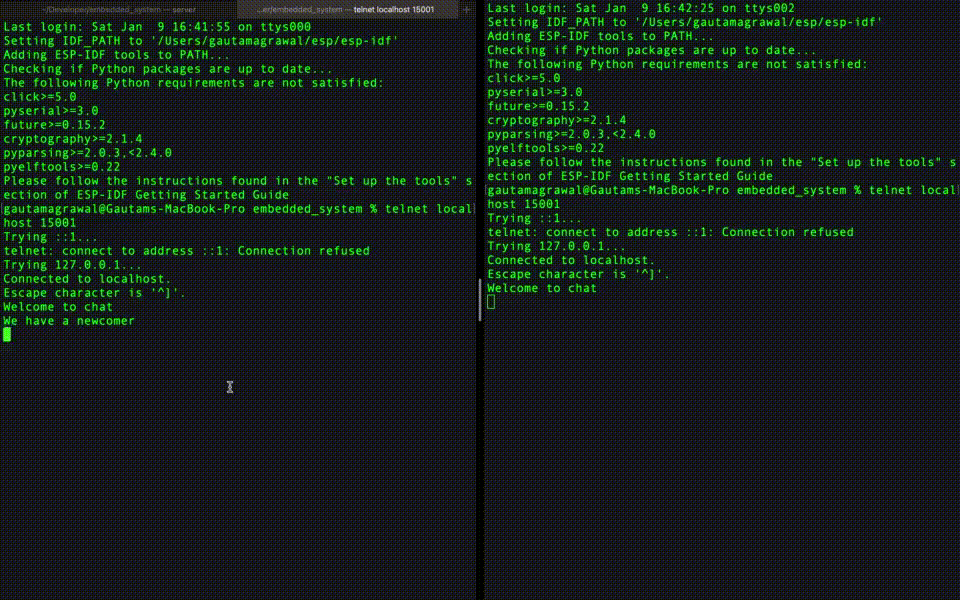 ~/Developer/embedded_system — server
...er/embedded_system — telnet localhost 15001
+
Last login: Sat Jan  9 16:41:55 on ttys000
Setting IDF_PATH to '/Users/gautamagrawal/esp/esp-idf'
Adding ESP-IDF tools to PATH...
Checking if Python packages are up to date...
The following Python requirements are not satisfied:
click>=5.0
pyserial>=3.0
future>=0.15.2
cryptography>=2.1.4
pyparsing>=2.0.3,<2.4.0
pyelftools>=0.22
Please follow the instructions found in the "Set up the tools" s
ection of ESP-IDF Getting Started Guide
[gautamagrawal@Gautams-MacBook-Pro embedded_system % telnet local
host 15001
Trying ::1...
telnet: connect to address ::1: Connection refused
Trying 127.0.0.1...
Connected to localhost.
Escape character is '^]'.
Welcome to chat
We have a newcomer
Last login: Sat Jan  9 16:42:25 on ttys002
Setting IDF_PATH to '/Users/gautamagrawal/esp/esp-idf'
Adding ESP-IDF tools to PATH...
Checking if Python packages are up to date...
The following Python requirements are not satisfied:
click>=5.0
pyserial>=3.0
future>=0.15.2
cryptography>=2.1.4
pyparsing>=2.0.3,<2.4.0
pyelftools>=0.22
Please follow the instructions found in the "Set up the tools" s
ection of ESP-IDF Getting Started Guide
[gautamagrawal@Gautams-MacBook-Pro embedded_system % telnet local
host 15001
Trying ::1...
telnet: connect to address ::1: Connection refused
Trying 127.0.0.1...
Connected to localhost.
Escape character is '^]'.
Welcome to chat